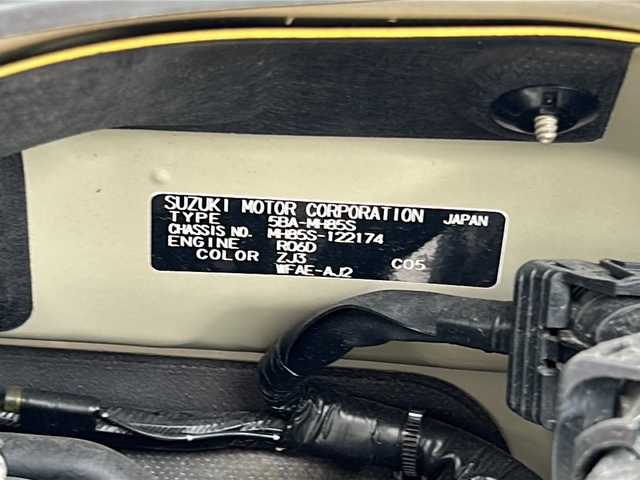 SUZUKI MOTOR CORPORATION JAPAN
TYPE 5BA-MH85S
CHASSIS NO. MH85S-122174
ENGINE R06D
COLOR ZJ3 C05
WFAE-AJ2